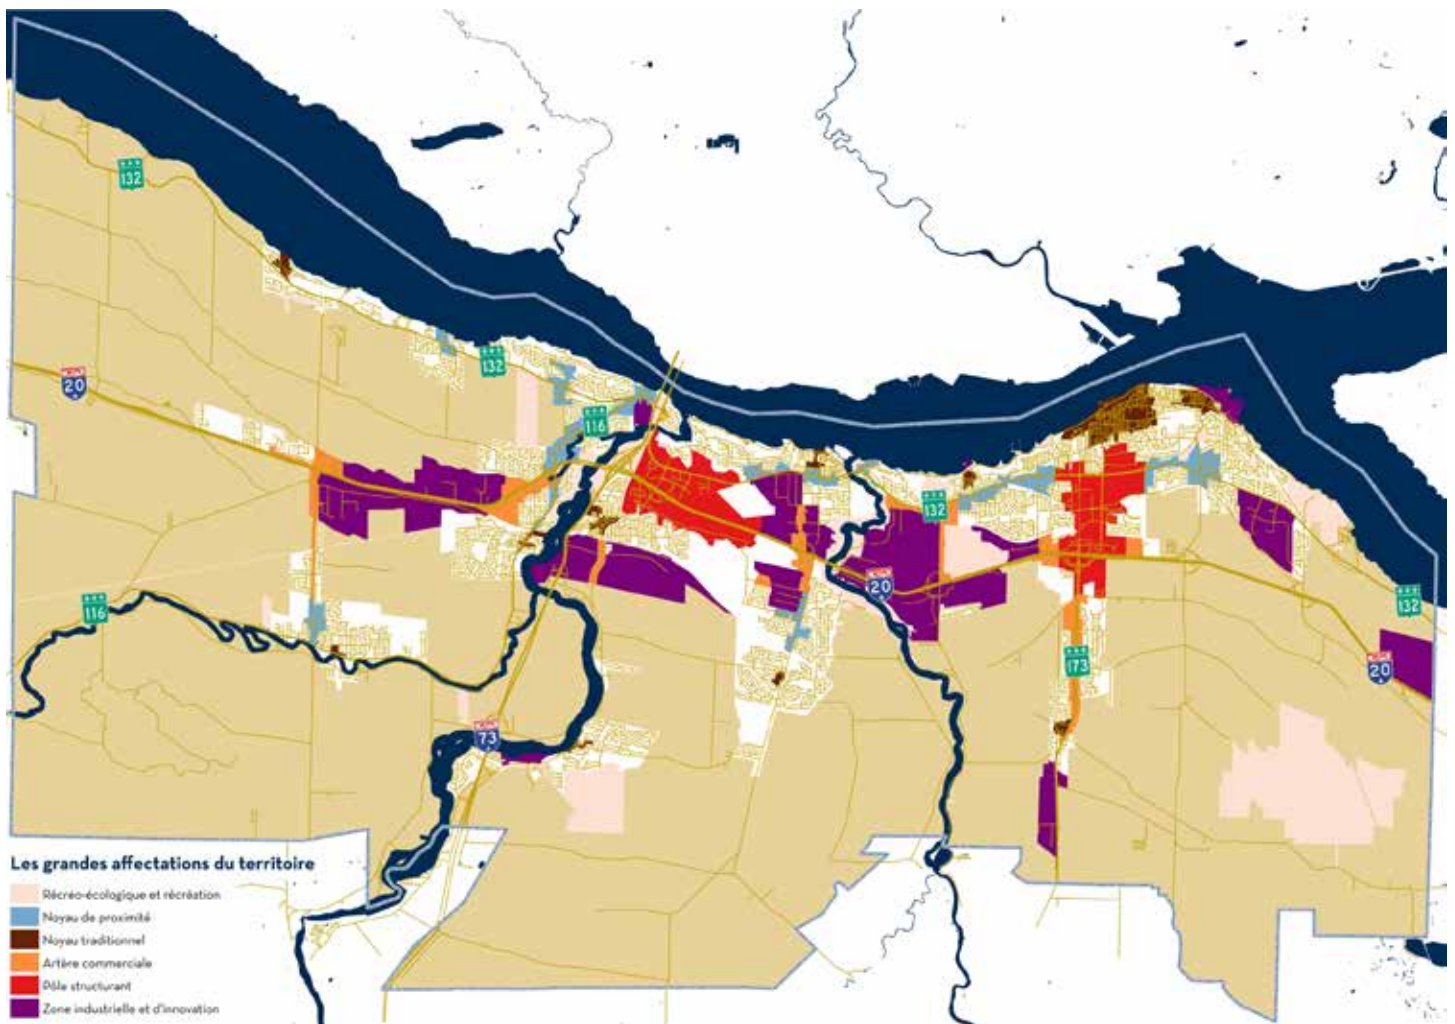 132
20
132
116
132
20
116
132
173
20
73
Les grandes affectations du territoire
Récréo-écologique et récréation
Noyau de proximité
Noyau traditionnel
Artère commerciale
Pôle structurant
Zone industrielle et d'innovation